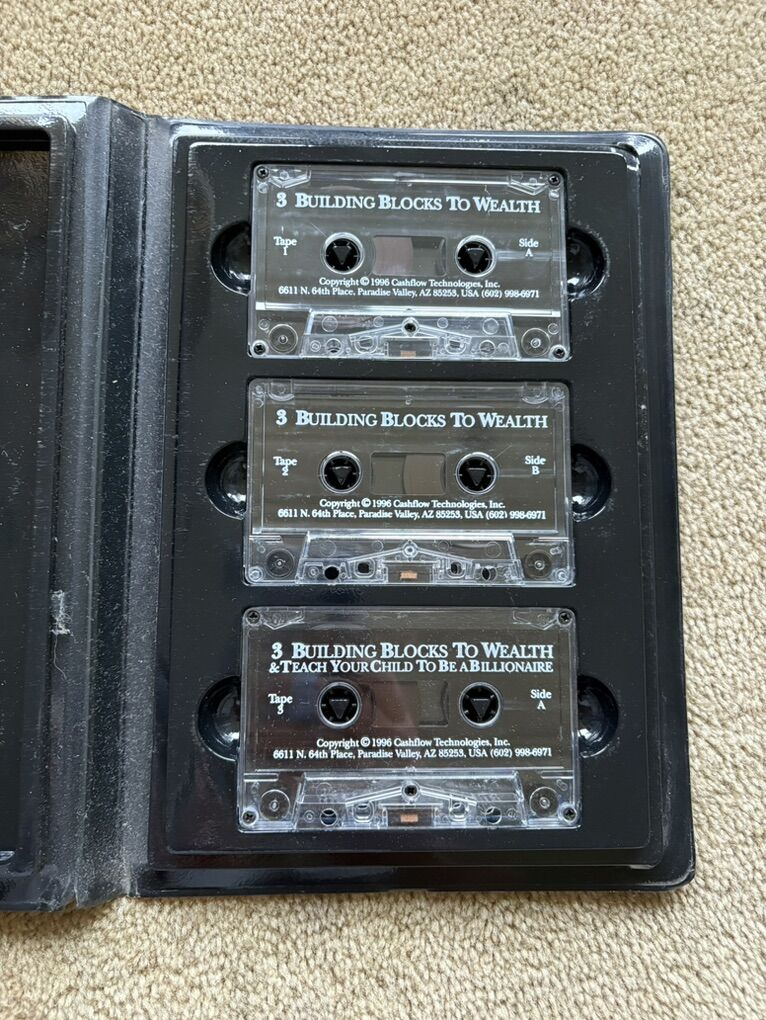 3 BUILDING BLOCKS TO WEALTH
Tape
1
Side
A
Copyright © 1996 Cashflow Technologies, Inc.
6611 N. 64th Place, Paradise Valley, AZ 85253, USA (602) 998-6971
3 BUILDING BLOCKS TO WEALTH
Tape
2
Side
B
Copyright © 1996 Cashflow Technologies, Inc.
6611 N. 64th Place, Paradise Valley, AZ 85253, USA (602) 998-6971
3 BUILDING BLOCKS TO WEALTH
& TEACH YOUR CHILD TO BE A BILLIONAIRE
Tape
3
Side
A
Copyright © 1996 Cashflow Technologies, Inc.
6611 N. 64th Place, Paradise Valley, AZ 85253, USA (602) 998-6971